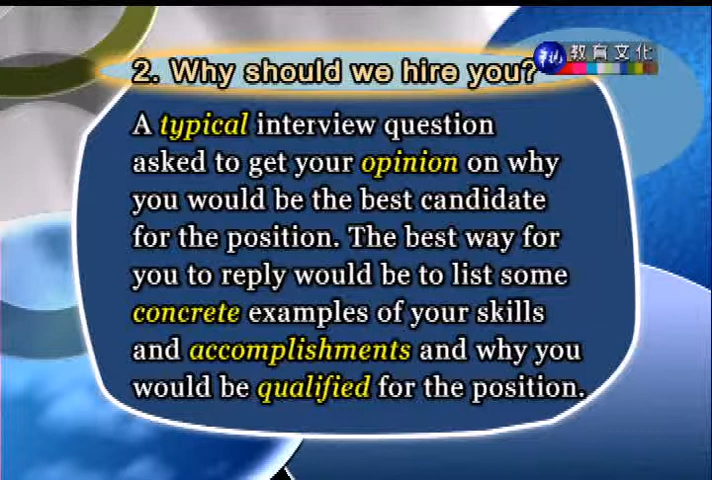 2. Why should we hire you?
教育文化
A typical interview question
asked to get your opinion on why
you would be the best candidate
for the position. The best way for
you to reply would be to list some
concrete examples of your skills
and accomplishments and why you
would be qualified for the position.